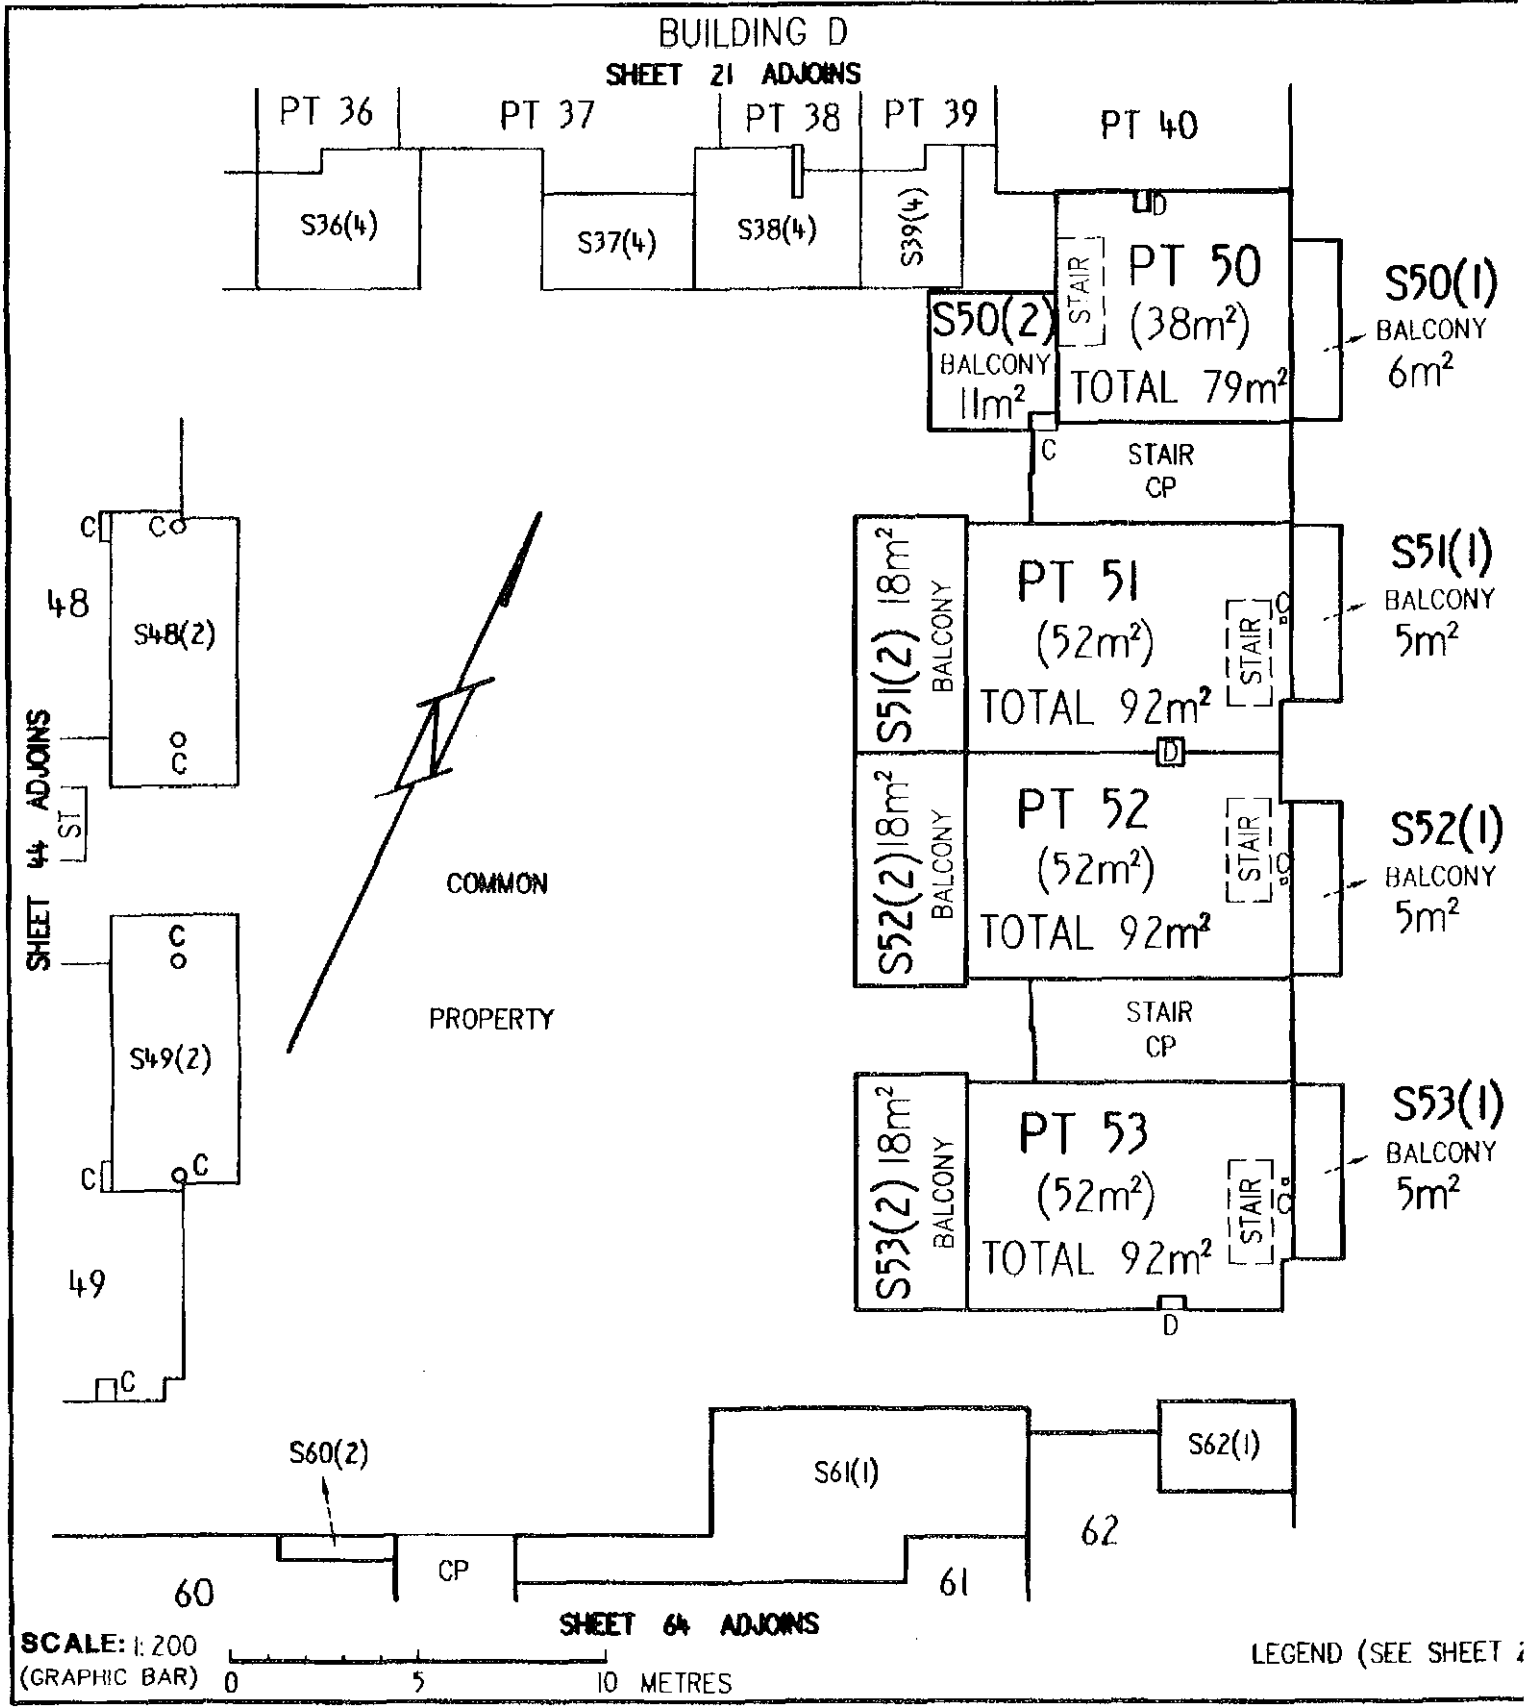 BUILDING D
SHEET 21 ADJOINS
PT 36
PT 37
PT 38
PT 39
PT 40
S36(4)
S37(4)
S38(4)
S39(4)
D
STAIR
PT 50
(38m²)
TOTAL 79m²
S50(2)
BALCONY
11m²
S50(1)
BALCONY
6m²
C
STAIR
CP
C
C
48
S48(2)
C
SHEET 44 ADJOINS
ST
S51(2) 18m²
BALCONY
PT 51
(52m²)
TOTAL 92m²
STAIR
C
S51(1)
BALCONY
5m²
D
S52(2) 18m²
BALCONY
PT 52
(52m²)
TOTAL 92m²
STAIR
C
S52(1)
BALCONY
5m²
COMMON
PROPERTY
C
S49(2)
C
C
49
C
STAIR
CP
S53(2) 18m²
BALCONY
PT 53
(52m²)
TOTAL 92m²
STAIR
C
S53(1)
BALCONY
5m²
D
S60(2)
S61(1)
S62(1)
62
60
CP
61
SHEET 64 ADJOINS
SCALE: 1:200
(GRAPHIC BAR)
0 5 10 METRES
LEGEND (SEE SHEET